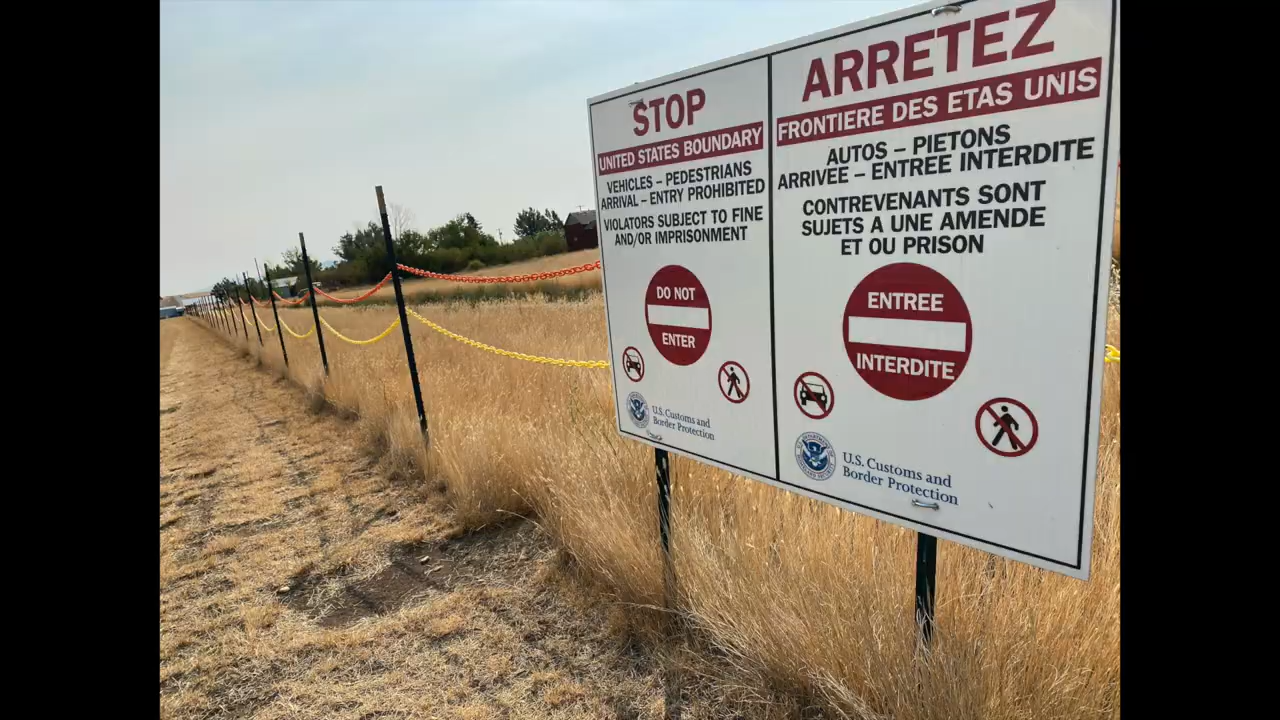 STOP
UNITED STATES BOUNDARY
VEHICLES – PEDESTRIANS
ARRIVAL – ENTRY PROHIBITED
VIOLATORS SUBJECT TO FINE
AND/OR IMPRISONMENT
DO NOT
ENTER
U.S. Customs and
Border Protection
ARRETEZ
FRONTIERE DES ETAS UNIS
AUTOS – PIETONS
ARRIVÉE – ENTREE INTERDITE
CONTREVENANTS SONT
SUJETS A UNE AMENDE
ET OU PRISON
ENTREE
INTERDITE
U.S. Customs and
Border Protection